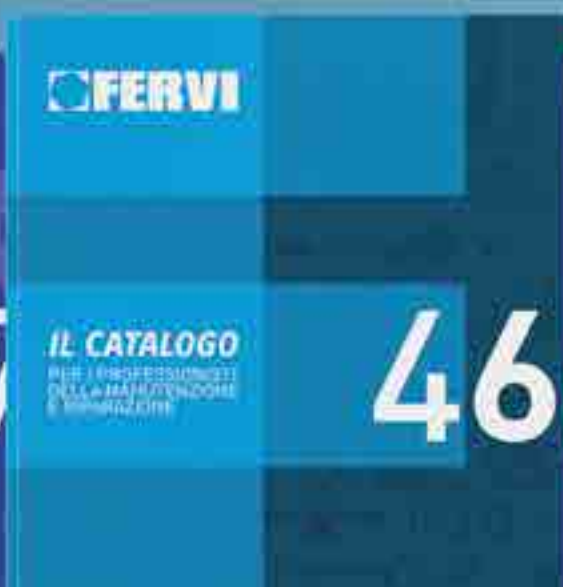 FERVI
IL CATALOGO
PER I PROFESSIONISTI
DELLA MANUTENZIONE
E RIPARAZIONE
46